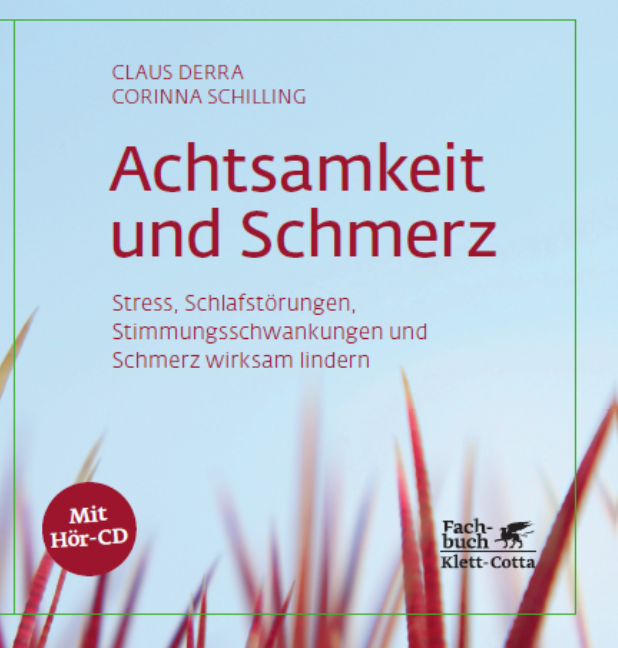 CLAUS DERRA
CORINNA SCHILLING
Achtsamkeit
und Schmerz
Stress, Schlafstörungen,
Stimmungsschwankungen und
Schmerz wirksam lindern
Mit
Hör-CD
Fach-
buch
Klett-Cotta